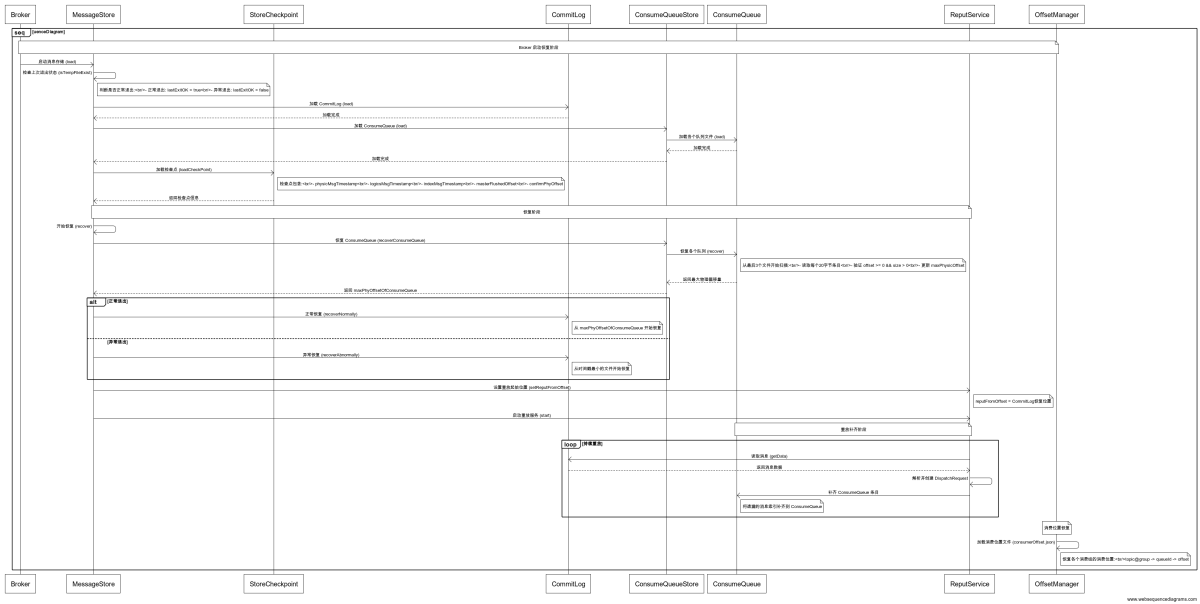 Broker
MessageStore
StoreCheckpoint
CommitLog
ConsumeQueueStore
ConsumeQueue
ReputService
OffsetManager
seq
[uenceDiagram]
Broker 启动恢复阶段
启动消息存储 (load)
检查上次退出状态 (isTempFileExist)
判断是否正常退出:<br/>- 正常退出: lastExitOK = true<br/>- 异常退出: lastExitOK = false
加载 CommitLog (load)
加载完成
加载 ConsumeQueue (load)
加载各个队列文件 (load)
加载完成
加载完成
加载检查点 (loadCheckPoint)
检查点包含:<br/>- physicMsgTimestamp<br/>- logicsMsgTimestamp<br/>- indexMsgTimestamp<br/>- masterFlushedOffset<br/>- confirmPhyOffset
返回检查点信息
恢复阶段
开始恢复 (recover)
恢复 ConsumeQueue (recoverConsumeQueue)
恢复各个队列 (recover)
从最后3个文件开始扫描:<br/>- 读取每个20字节条目<br/>- 验证 offset >= 0 && size > 0<br/>- 更新 maxPhysicOffset
返回最大物理偏移量
返回 maxPhyOffsetOfConsumeQueue
alt
[正常退出]
正常恢复 (recoverNormally)
从 maxPhyOffsetOfConsumeQueue 开始恢复
[异常退出]
异常恢复 (recoverAbnormally)
从时间戳最小的文件开始恢复
设置重放起始位置 (setReputFromOffset)
reputFromOffset = CommitLog恢复位置
启动重放服务 (start)
重放补齐阶段
loop
[持续重放]
读取消息 (getData)
返回消息数据
解析并创建 DispatchRequest
补齐 ConsumeQueue 条目
将遗漏的消息索引补齐到 ConsumeQueue
消费位置恢复
加载消费位置文件 (consumerOffset.json)
恢复各个消费组的消费位置:<br/>topic@group -> queueId -> offset
Broker
MessageStore
StoreCheckpoint
CommitLog
ConsumeQueueStore
ConsumeQueue
ReputService
OffsetManager
www.websequencediagrams.com